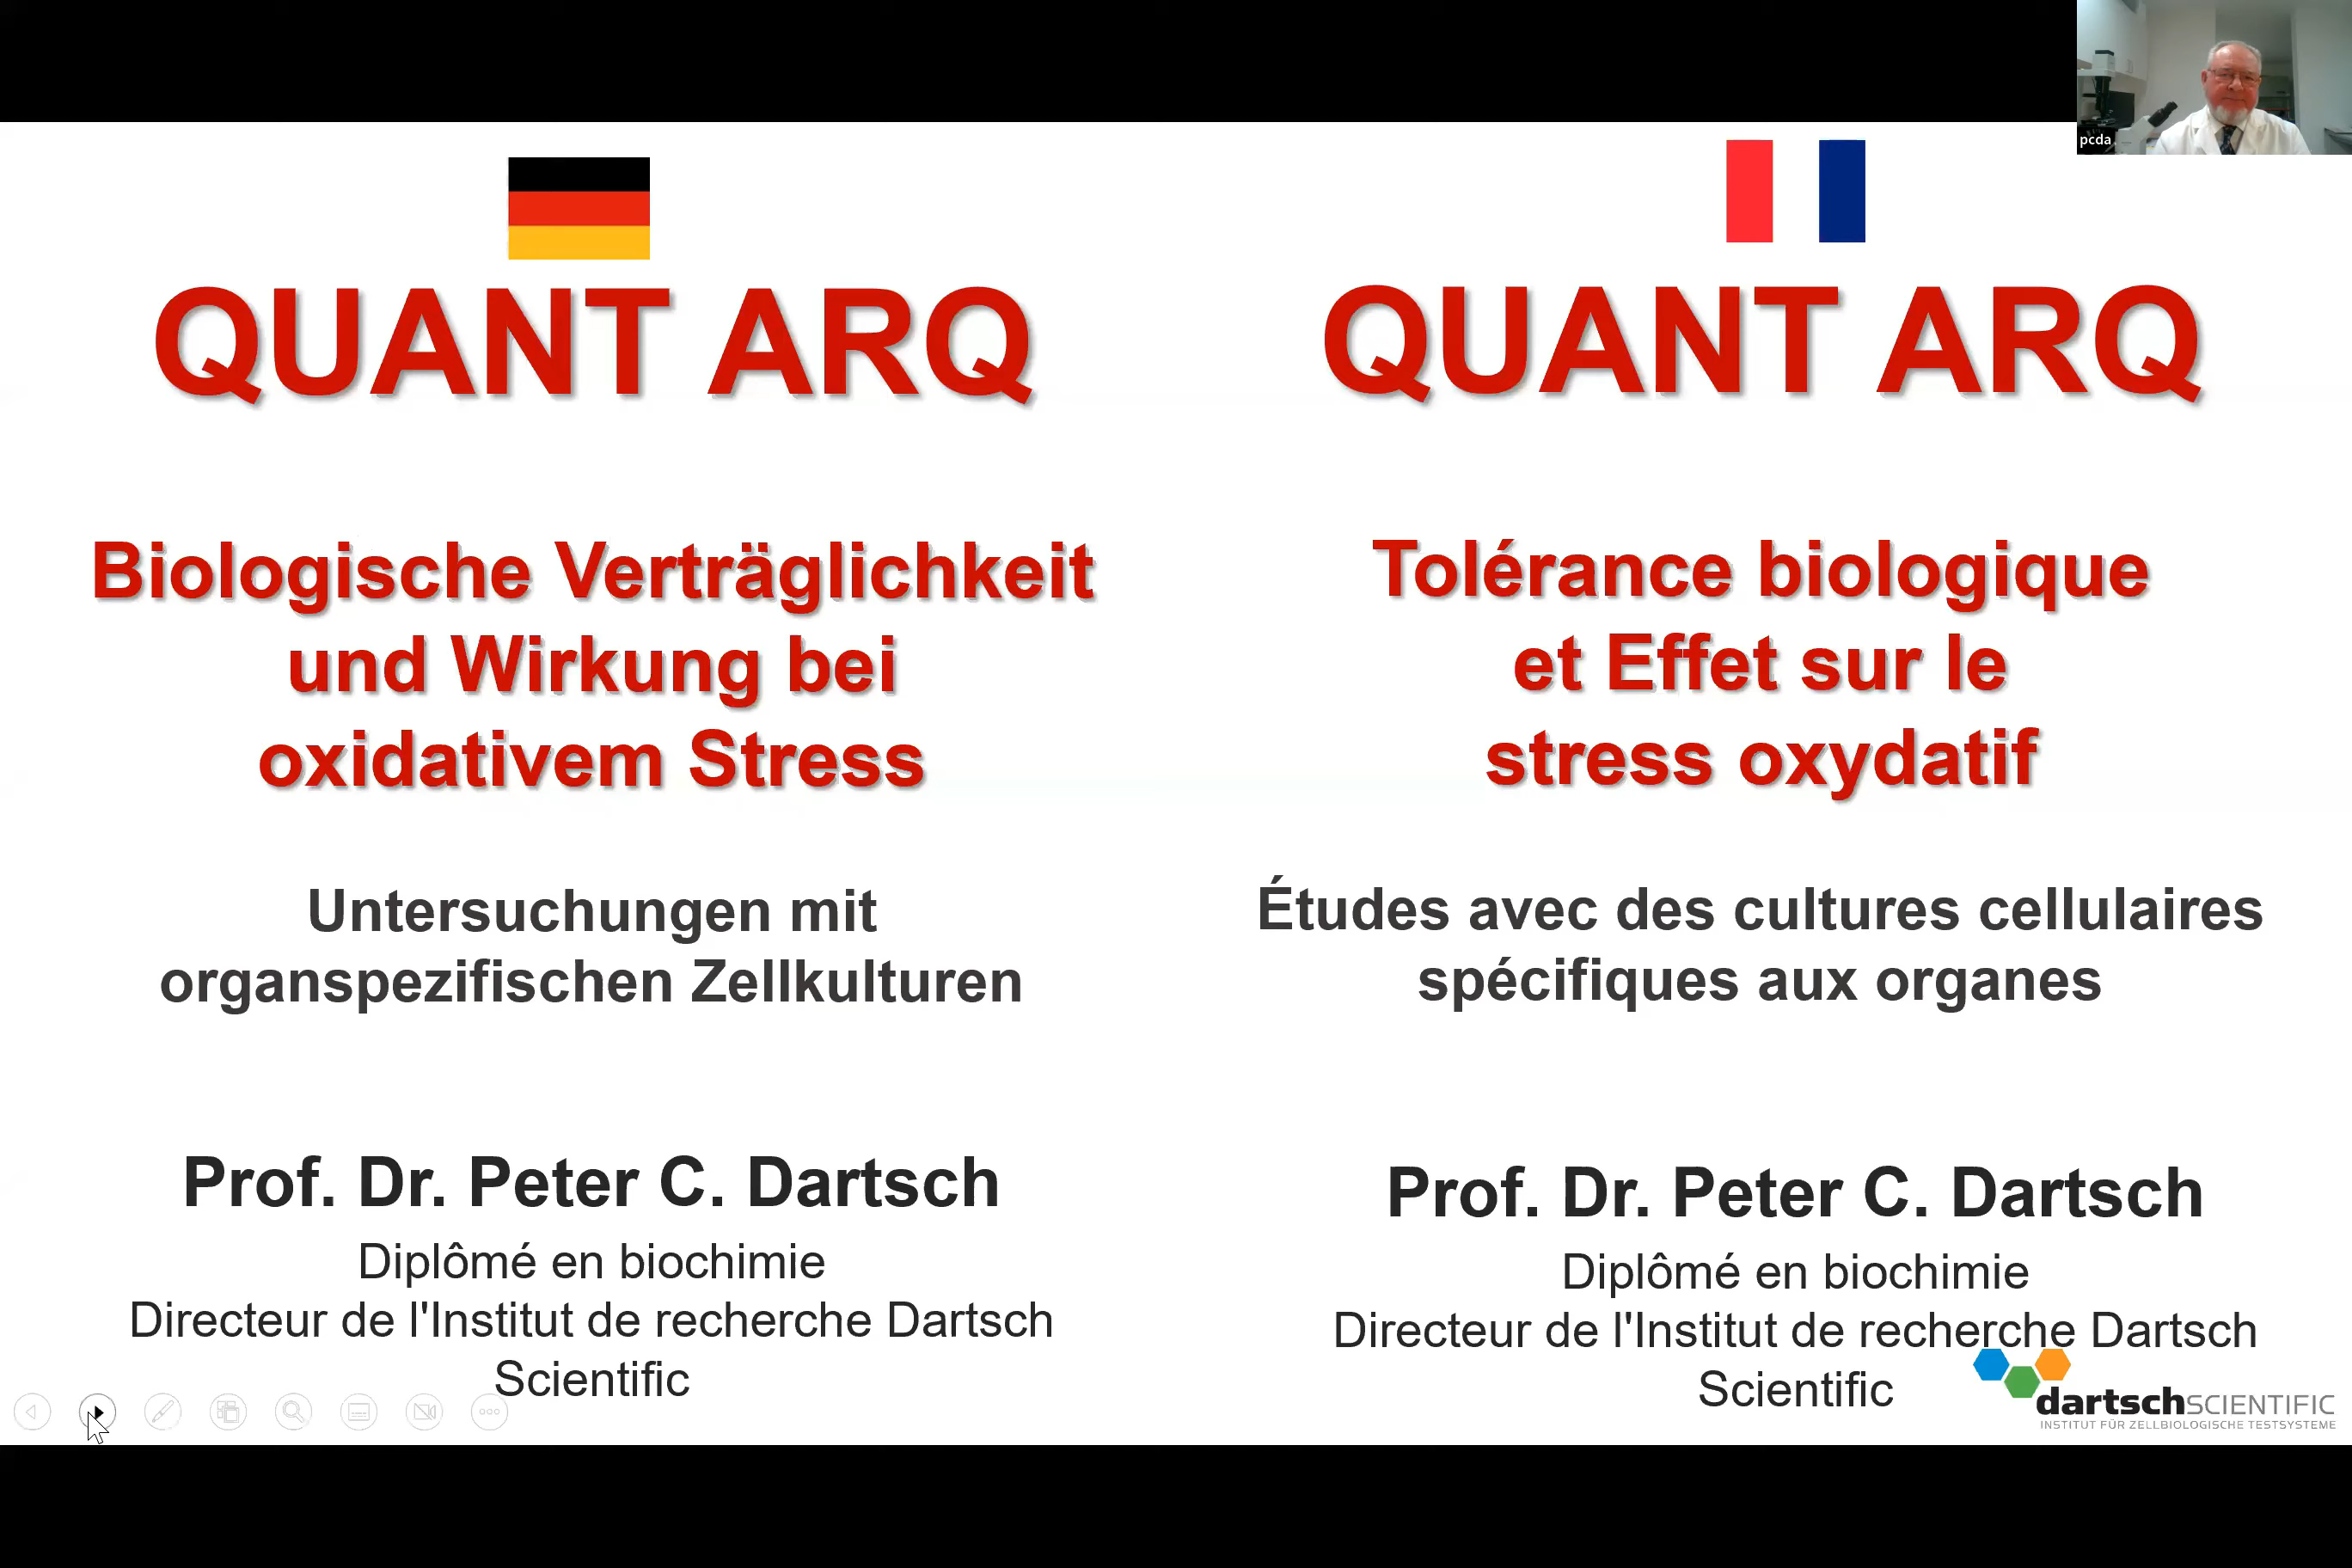 pcda
QUANT ARQ
Biologische Verträglichkeit
und Wirkung bei
oxidativem Stress
Untersuchungen mit
organspezifischen Zellkulturen
Prof. Dr. Peter C. Dartsch
Diplômé en biochimie
Directeur de l'Institut de recherche Dartsch
Scientific
QUANT ARQ
Tolérance biologique
et Effet sur le
stress oxydatif
Études avec des cultures cellulaires
spécifiques aux organes
Prof. Dr. Peter C. Dartsch
Diplômé en biochimie
Directeur de l'Institut de recherche Dartsch
Scientific
dartschSCIENTIFIC
INSTITUT FÜR ZELLBIOLOGISCHE TESTSYSTEME